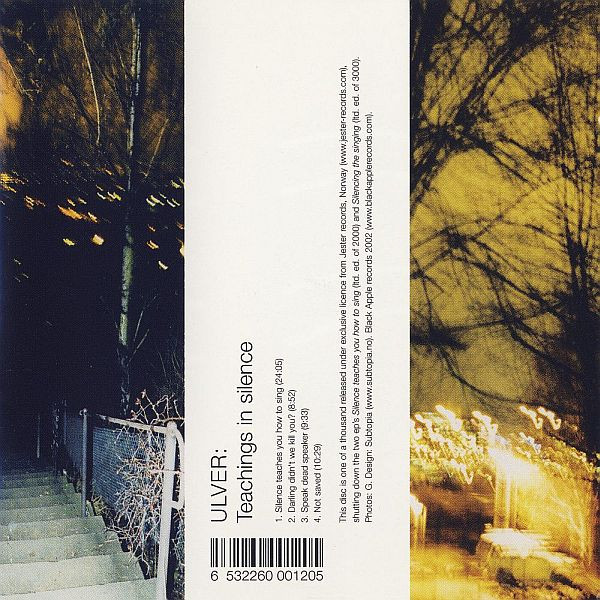 ULVER:
Teachings in silence
1. Silence teaches you how to sing (24:05)
2. Darling didn't we kill you? (8:52)
3. Speak dead speaker (9:33)
4. Not saved (10:29)
This disc is one of a thousand released under exclusive licence from Jester records, Norway (www.jester-records.com),
shutting down the two ep's Silence teaches you how to sing (ltd. ed. of 2000) and Silencing the singing (ltd. ed. of 3000).
Photos: G. Design: Subtopia (www.subtopia.no). Black Apple records 2002 (www.blackapplerecords.com).
6 532260 001205